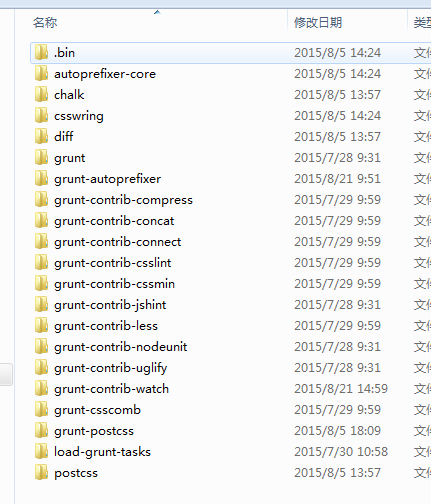 名称 修改日期 类型
.bin 2015/8/5 14:24 文件
autoprefixer-core 2015/8/5 14:24 文件
chalk 2015/8/5 13:57 文件
csswring 2015/8/5 14:24 文件
diff 2015/8/5 13:57 文件
grunt 2015/7/28 9:31 文件
grunt-autoprefixer 2015/8/21 9:51 文件
grunt-contrib-compress 2015/7/29 9:59 文件
grunt-contrib-concat 2015/7/29 9:59 文件
grunt-contrib-connect 2015/7/29 9:59 文件
grunt-contrib-csslint 2015/7/29 9:59 文件
grunt-contrib-cssmin 2015/7/29 9:59 文件
grunt-contrib-jshint 2015/7/28 9:31 文件
grunt-contrib-less 2015/7/29 9:59 文件
grunt-contrib-nodeunit 2015/7/28 9:31 文件
grunt-contrib-uglify 2015/7/28 9:31 文件
grunt-contrib-watch 2015/8/21 14:59 文件
grunt-csscomb 2015/7/29 9:59 文件
grunt-postcss 2015/8/5 18:09 文件
load-grunt-tasks 2015/7/30 10:58 文件
postcss 2015/8/5 13:57 文件